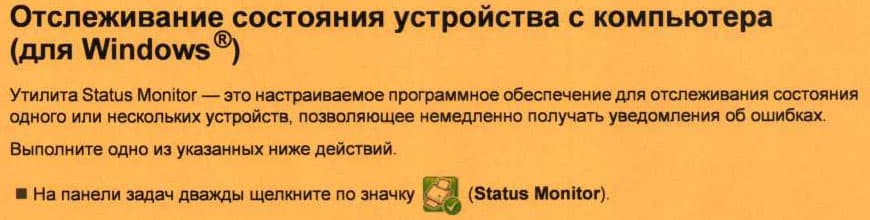 Отслеживание состояния устройства с компьютера
(для Windows®)
Утилита Status Monitor — это настраиваемое программное обеспечение для отслеживания состояния
одного или нескольких устройств, позволяющее немедленно получать уведомления об ошибках.
Выполните одно из указанных ниже действий.
■ На панели задач дважды щелкните по значку (Status Monitor).